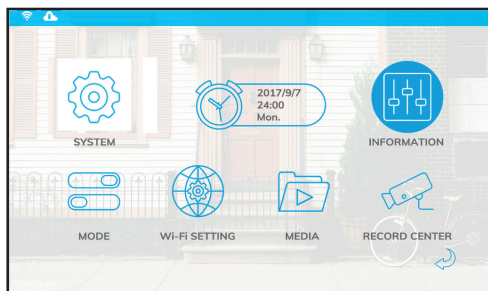 2017/9/7
24:00
Mon.
SYSTEM
INFORMATION
MODE
Wi-Fi SETTING
MEDIA
RECORD CENTER